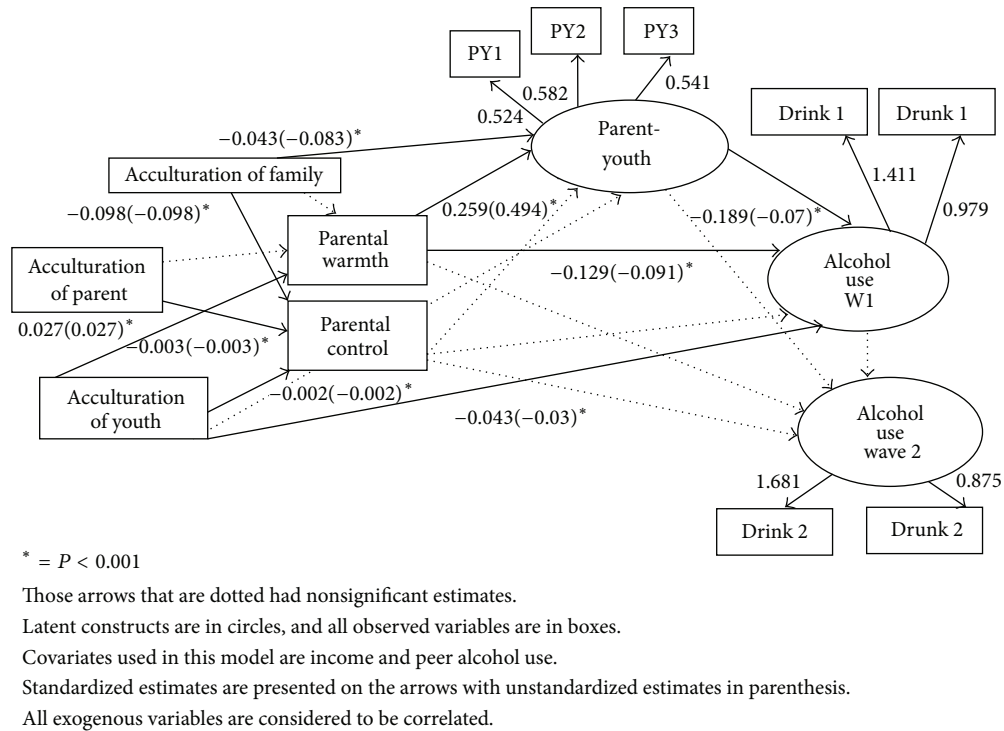 PY1
PY2
PY3
0.524
0.582
0.541
Parent-
youth
Drink 1
Drunk 1
1.411
0.979
−0.043(−0.083)*
Acculturation of family
−0.098(−0.098)*
0.259(0.494)*
−0.189(−0.07)*
Parental
warmth
−0.129(−0.091)*
Alcohol
use
W1
Acculturation
of parent
Parental
control
0.027(0.027)*
−0.003(−0.003)*
Acculturation
of youth
−0.002(−0.002)*
−0.043(−0.03)*
Alcohol
use
wave 2
1.681
0.875
Drink 2
Drunk 2
* = P < 0.001
Those arrows that are dotted had nonsignificant estimates.
Latent constructs are in circles, and all observed variables are in boxes.
Covariates used in this model are income and peer alcohol use.
Standardized estimates are presented on the arrows with unstandardized estimates in parenthesis.
All exogenous variables are considered to be correlated.